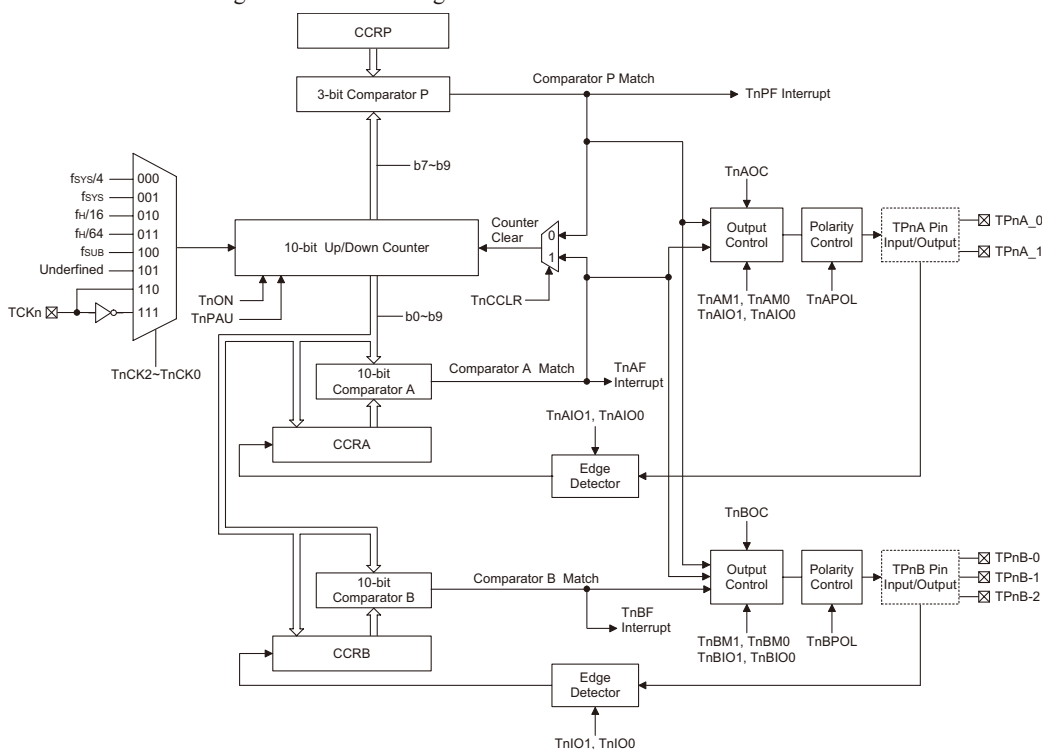 CCRP
3-bit Comparator P
Comparator P Match
TnPF Interrupt
b7~b9
fSYS/4
fSYS
fH/16
fH/64
fSUB
Undefined
TCKn
000
001
010
011
100
101
110
111
TnCK2~TnCK0
10-bit Up/Down Counter
TnON
TnPAU
Counter
Clear
0
1
TnCCLR
b0~b9
TnAOC
Output
Control
Polarity
Control
TPnA Pin
Input/Output
TPnA_0
TPnA_1
TnAM1, TnAM0
TnAIO1, TnAIO0
TnAPOL
10-bit
Comparator A
Comparator A Match
TnAF
Interrupt
CCRA
TnAIO1, TnAIO0
Edge
Detector
TnBOC
Output
Control
Polarity
Control
TPnB Pin
Input/Output
TPnB-0
TPnB-1
TPnB-2
10-bit
Comparator B
Comparator B Match
TnBF
Interrupt
TnBM1, TnBM0
TnBIO1, TnBIO0
TnBPOL
CCRB
Edge
Detector
TnIO1, TnIO0